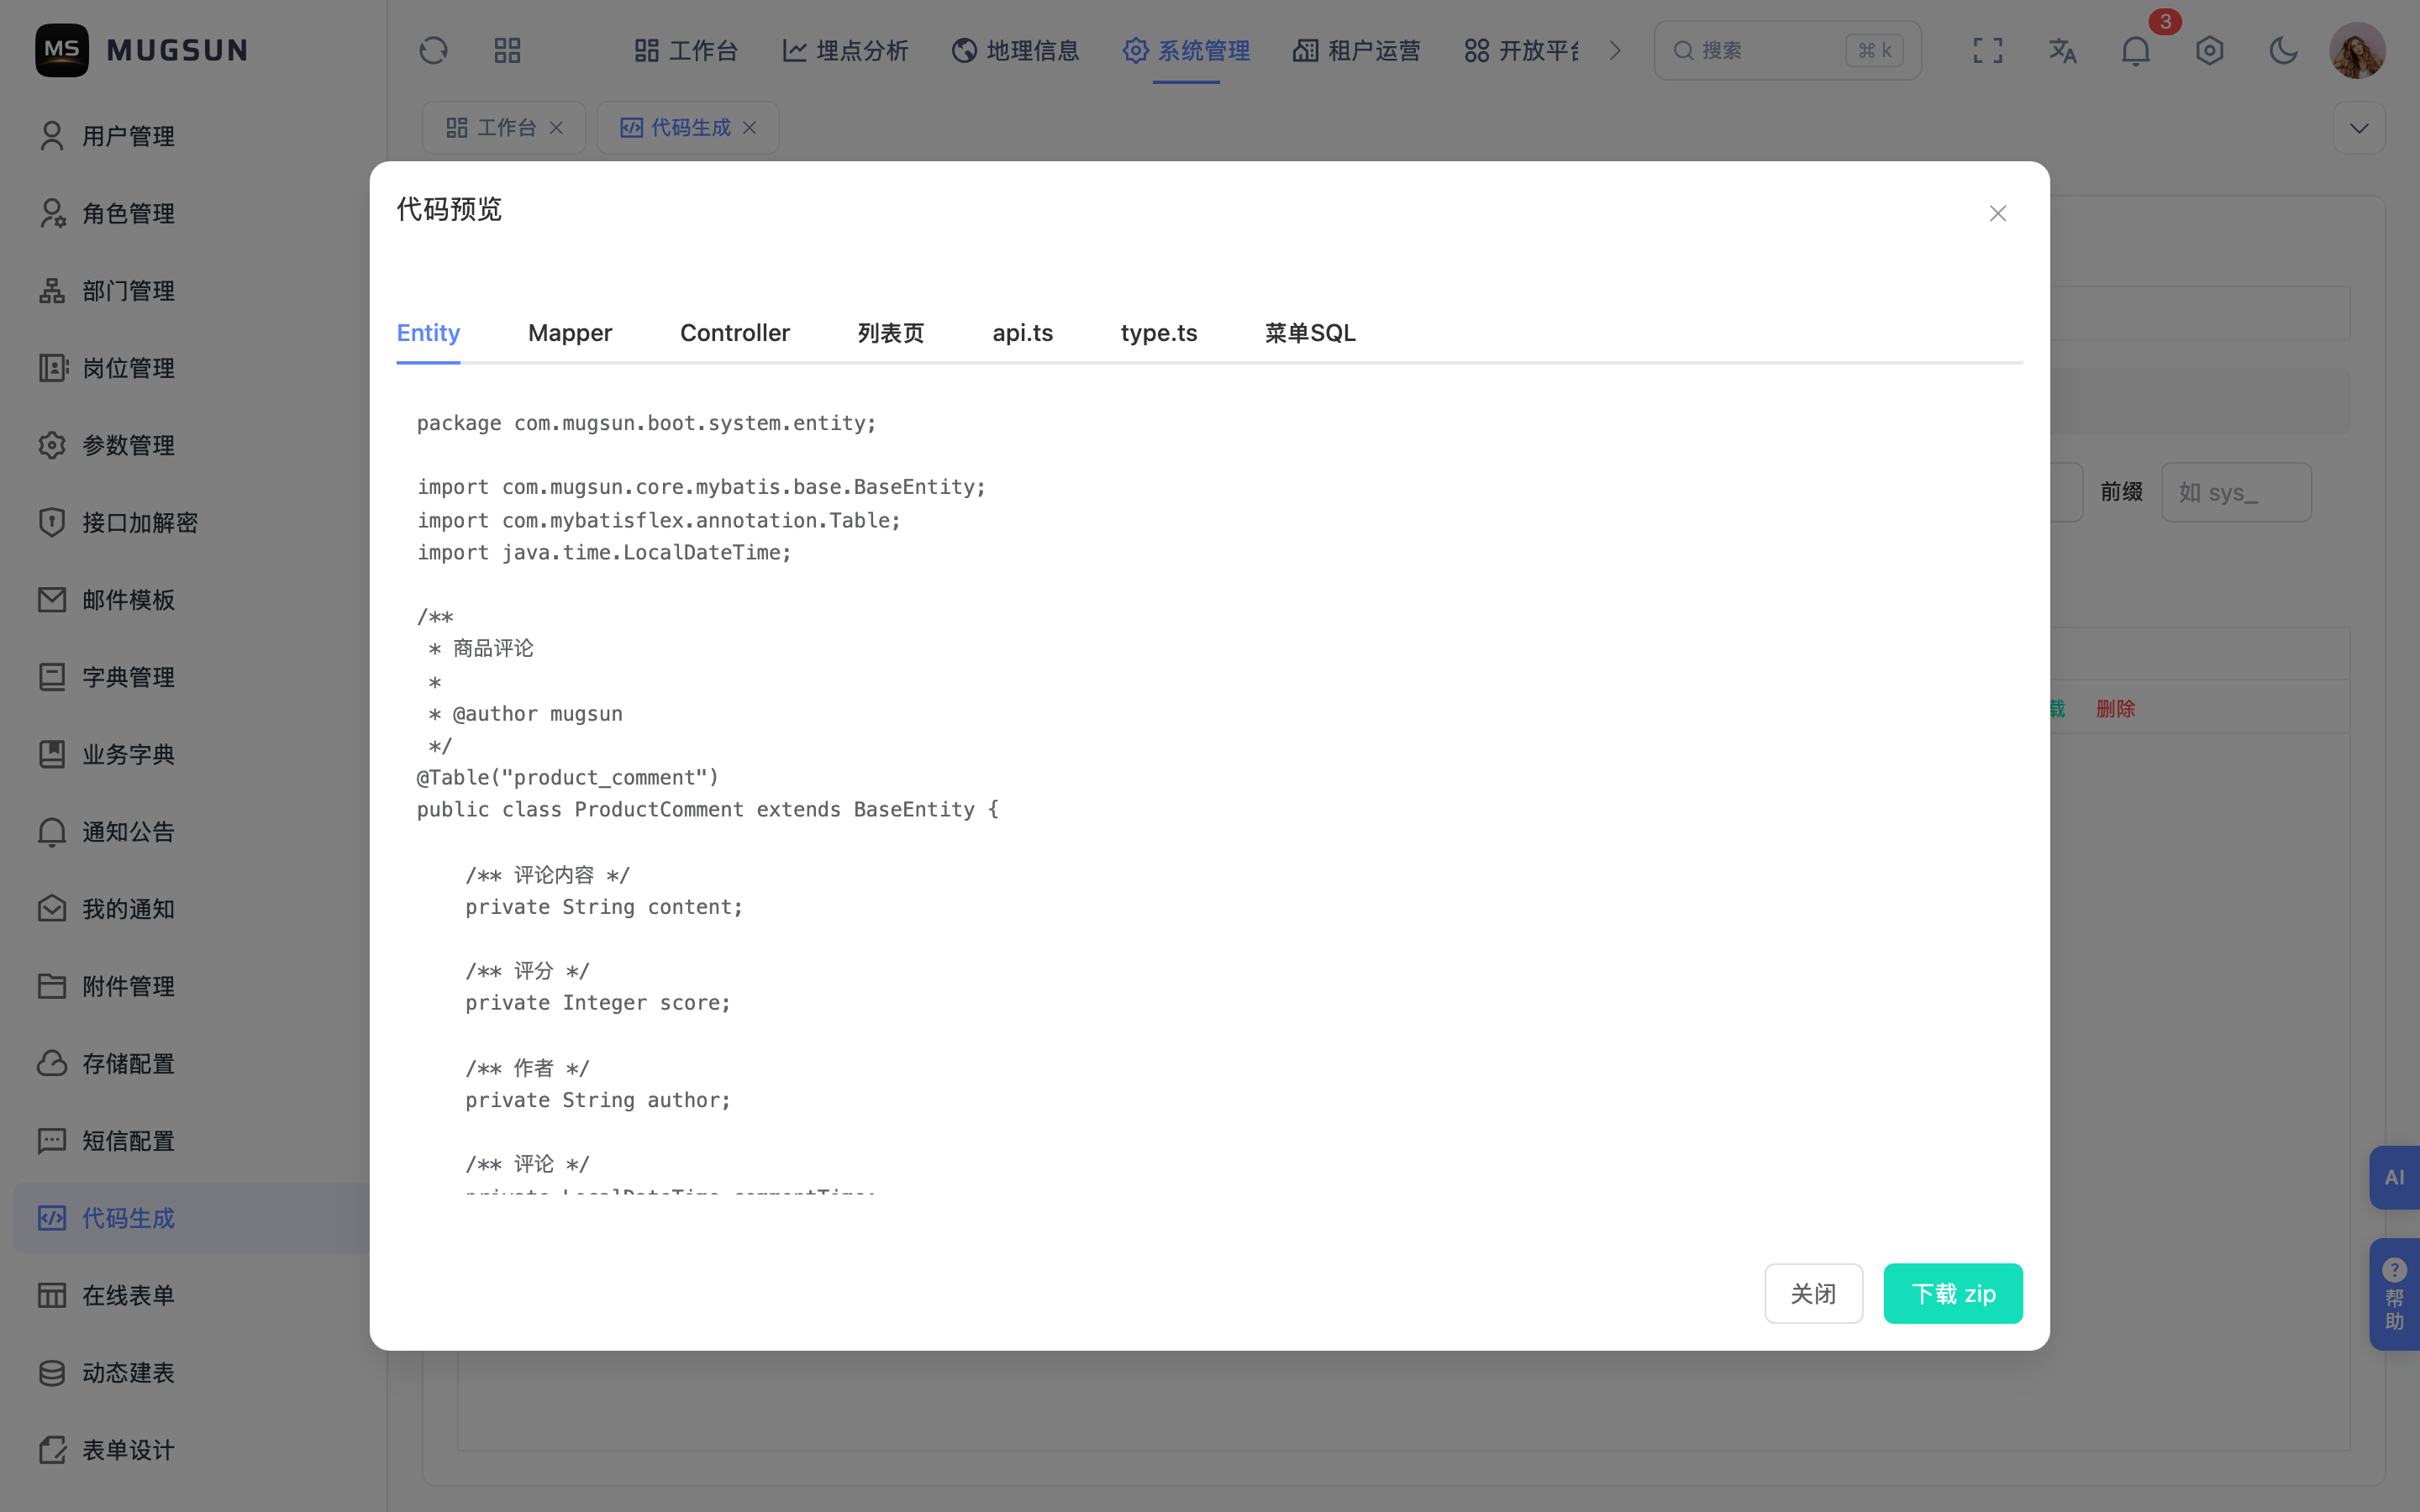 MS MUGSUN
工作台
埋点分析
地理信息
系统管理
租户运营
开放平台
搜索
⌘ k
3
工作台
代码生成
用户管理
角色管理
部门管理
岗位管理
参数管理
接口加解密
邮件模板
字典管理
业务字典
通知公告
我的通知
附件管理
存储配置
短信配置
代码生成
在线表单
动态建表
表单设计
代码预览
Entity
Mapper
Controller
列表页
api.ts
type.ts
菜单SQL
package com.mugsun.boot.system.entity;
import com.mugsun.core.mybatis.base.BaseEntity;
import com.mybatisflex.annotation.Table;
import java.time.LocalDateTime;
/**
* 商品评论
*
* @author mugsun
*/
@Table("product_comment")
public class ProductComment extends BaseEntity {
/** 评论内容 */
private String content;
/** 评分 */
private Integer score;
/** 作者 */
private String author;
/** 评论 */
private LocalDateTime commentTime;
关闭
下载 zip
前缀
如 sys_
载
删除
AI
?
帮
助